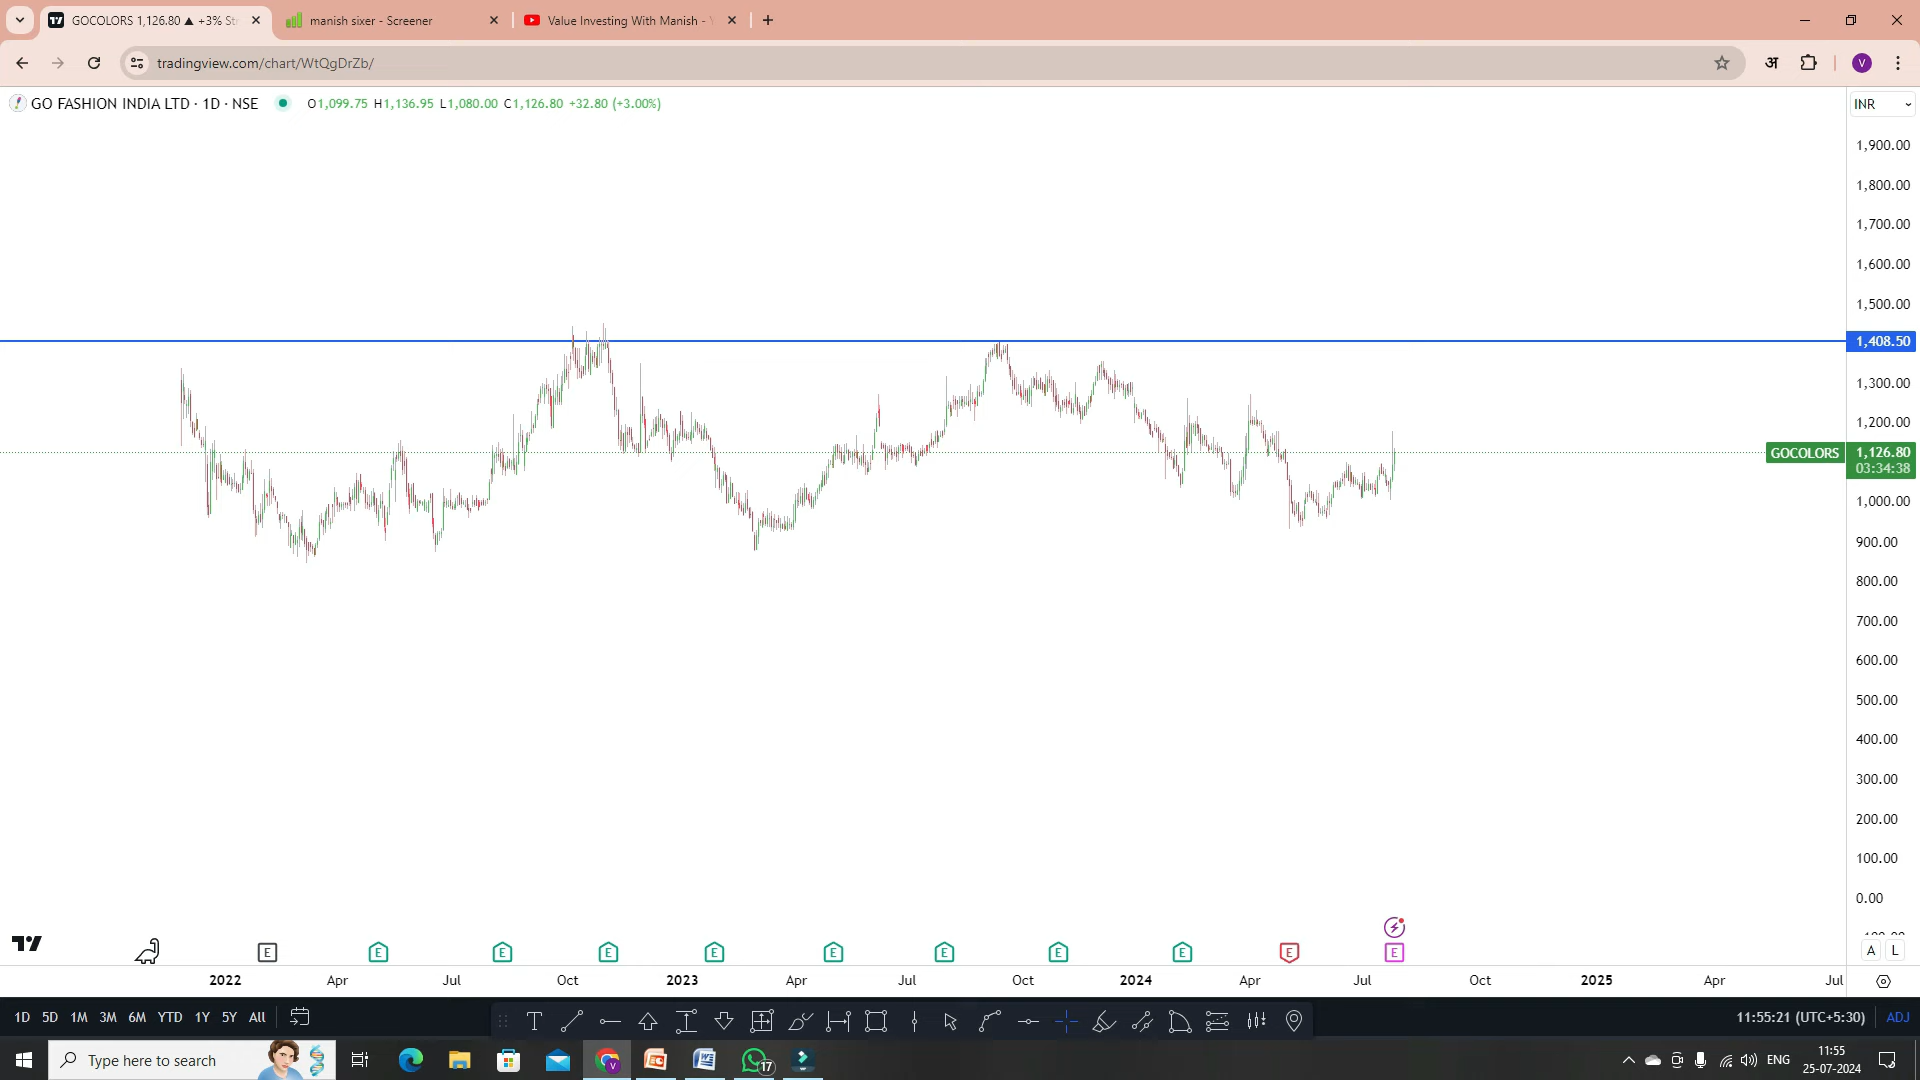 GOCOLORS 1,126.80 ▲ +3% St
manish sixer - Screener
Value Investing With Manish -
tradingview.com/chart/WtQgDrZb/
अ
V
GO FASHION INDIA LTD · 1D · NSE
O1,099.75 H1,136.95 L1,080.00 C1,126.80 +32.80 (+3.00%)
INR
1,900.00
1,800.00
1,700.00
1,600.00
1,500.00
1,408.50
1,300.00
1,200.00
GOCOLORS 1,126.80
03:34:38
1,000.00
900.00
800.00
700.00
600.00
500.00
400.00
300.00
200.00
100.00
0.00
E E E E E E E E E E E
A L
2022 Apr Jul Oct 2023 Apr Jul Oct 2024 Apr Jul Oct 2025 Apr Jul
1D 5D 1M 3M 6M YTD 1Y 5Y All
11:55:21 (UTC+5:30) ADJ
Type here to search
17
ENG
11:55
25-07-2024